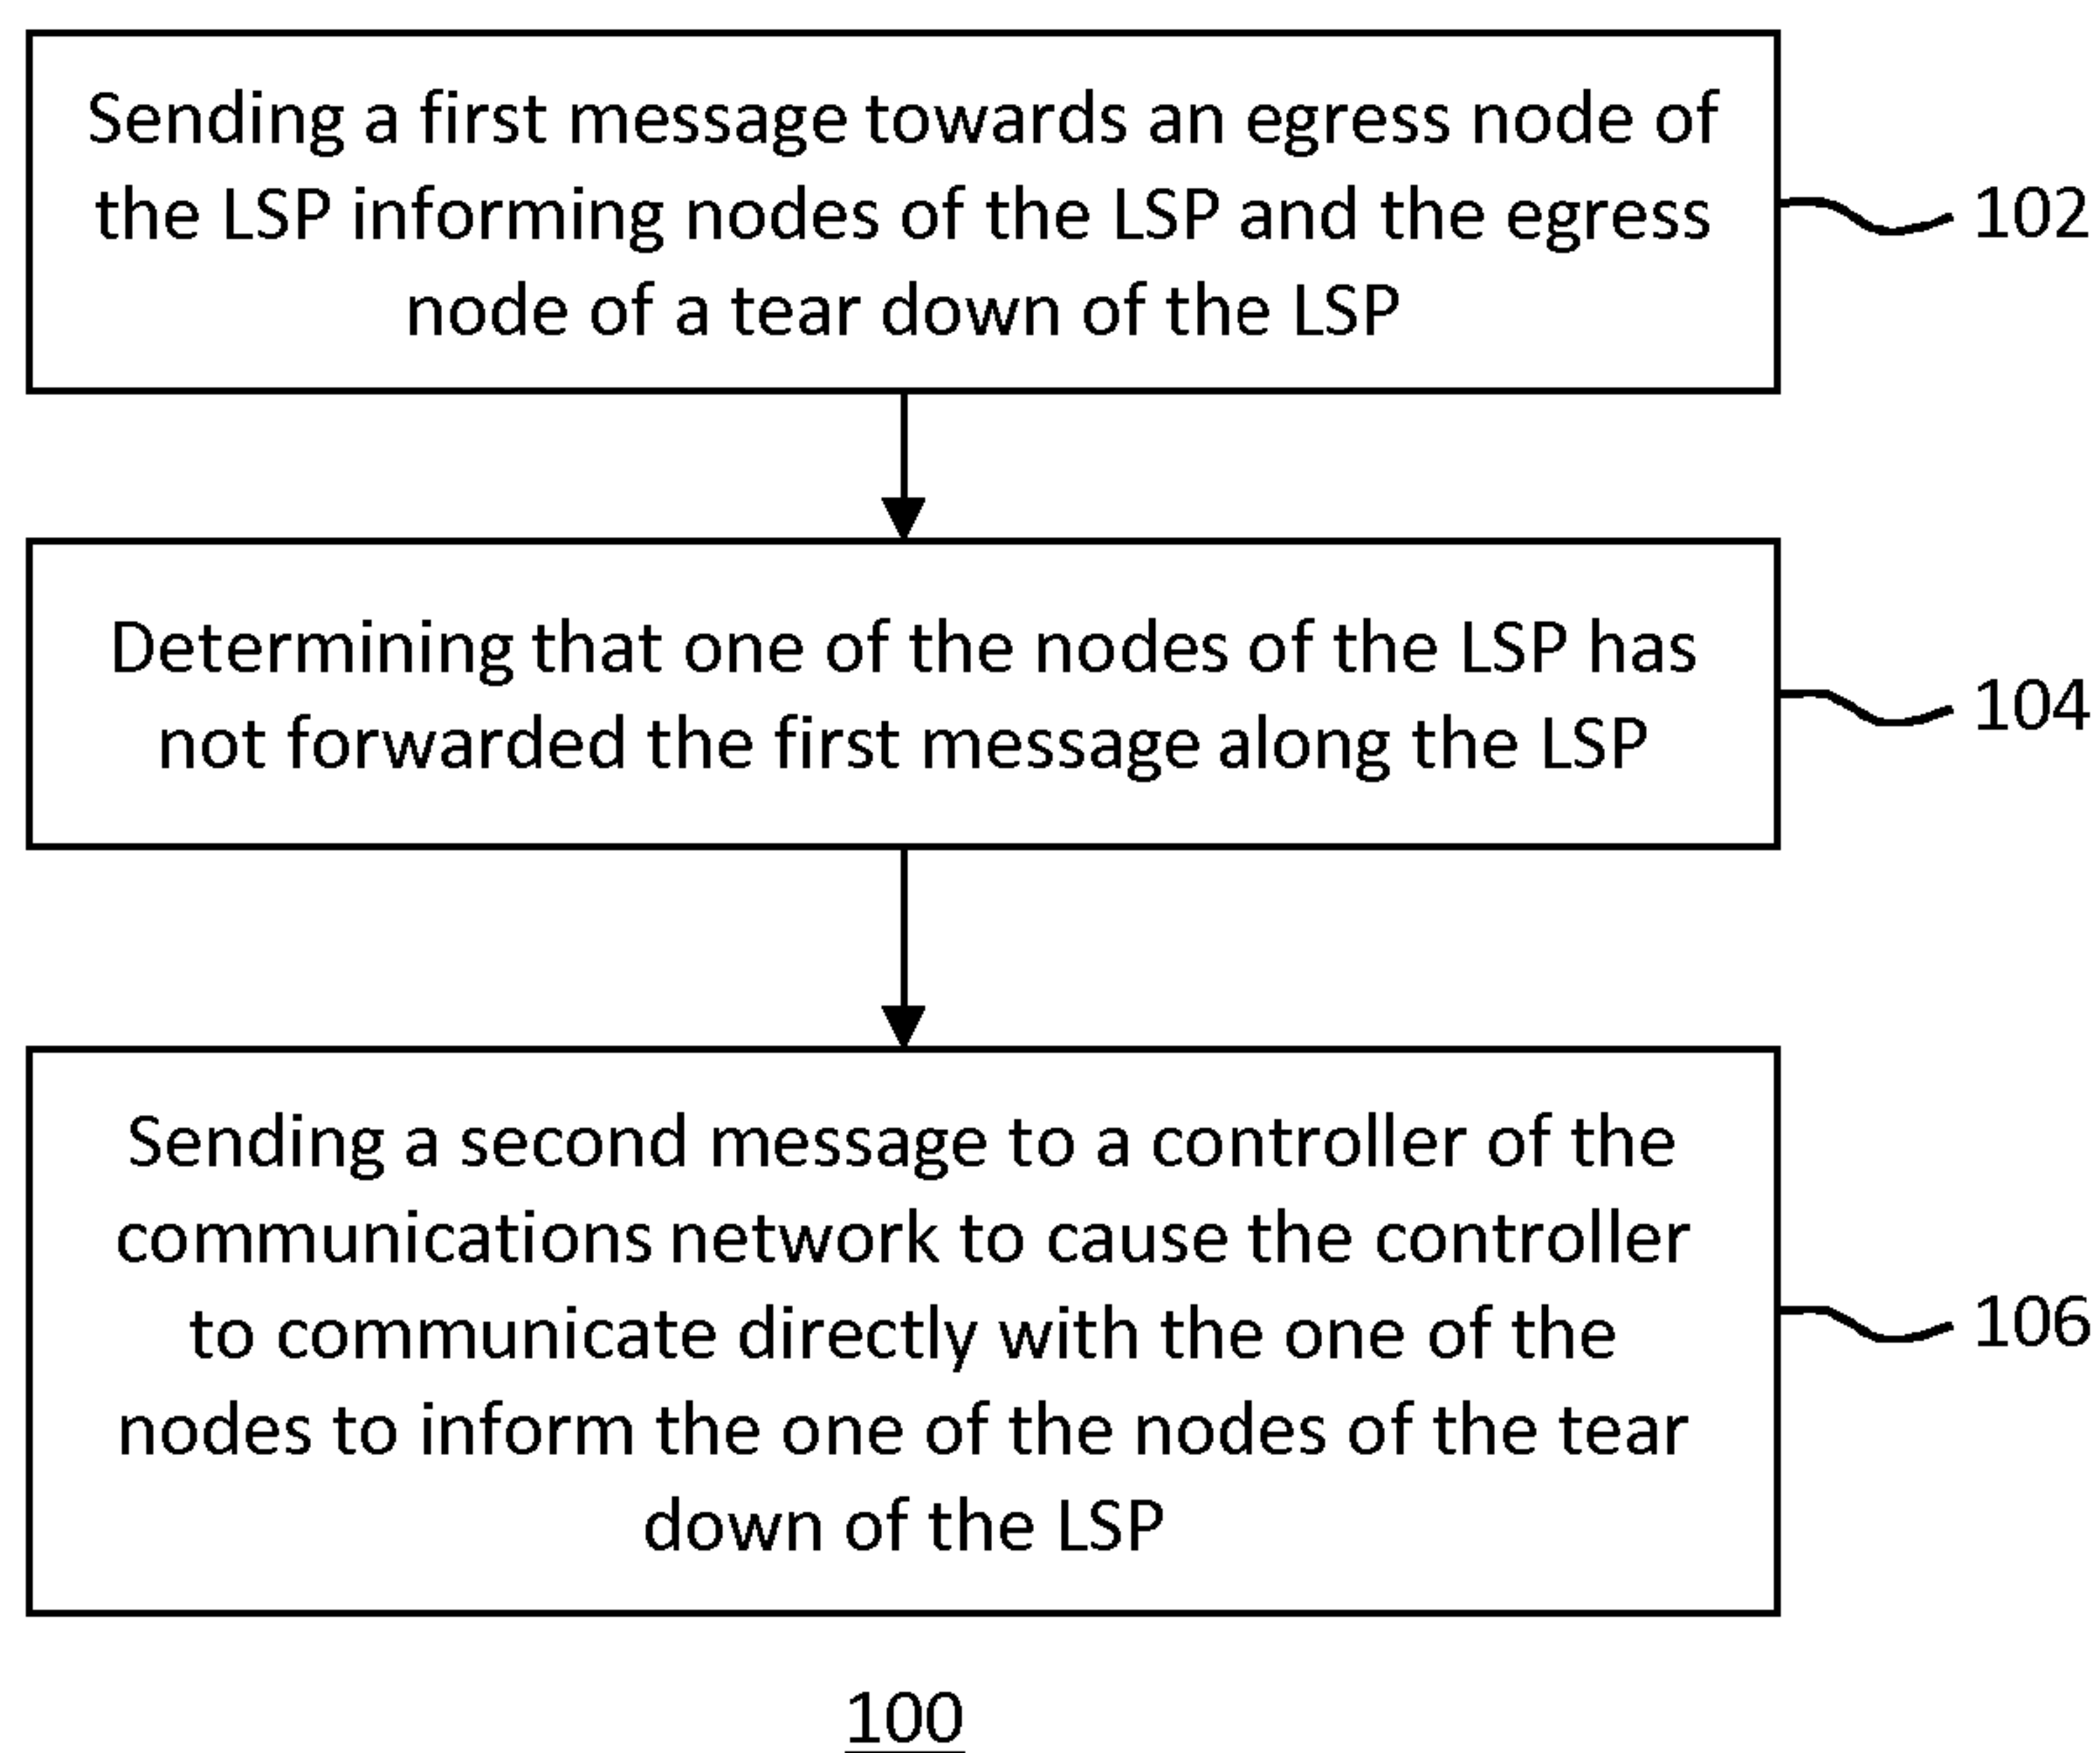 Sending a first message towards an egress node of
the LSP informing nodes of the LSP and the egress
node of a tear down of the LSP
102
Determining that one of the nodes of the LSP has
not forwarded the first message along the LSP
104
Sending a second message to a controller of the
communications network to cause the controller
to communicate directly with the one of the
nodes to inform the one of the nodes of the tear
down of the LSP
106
100